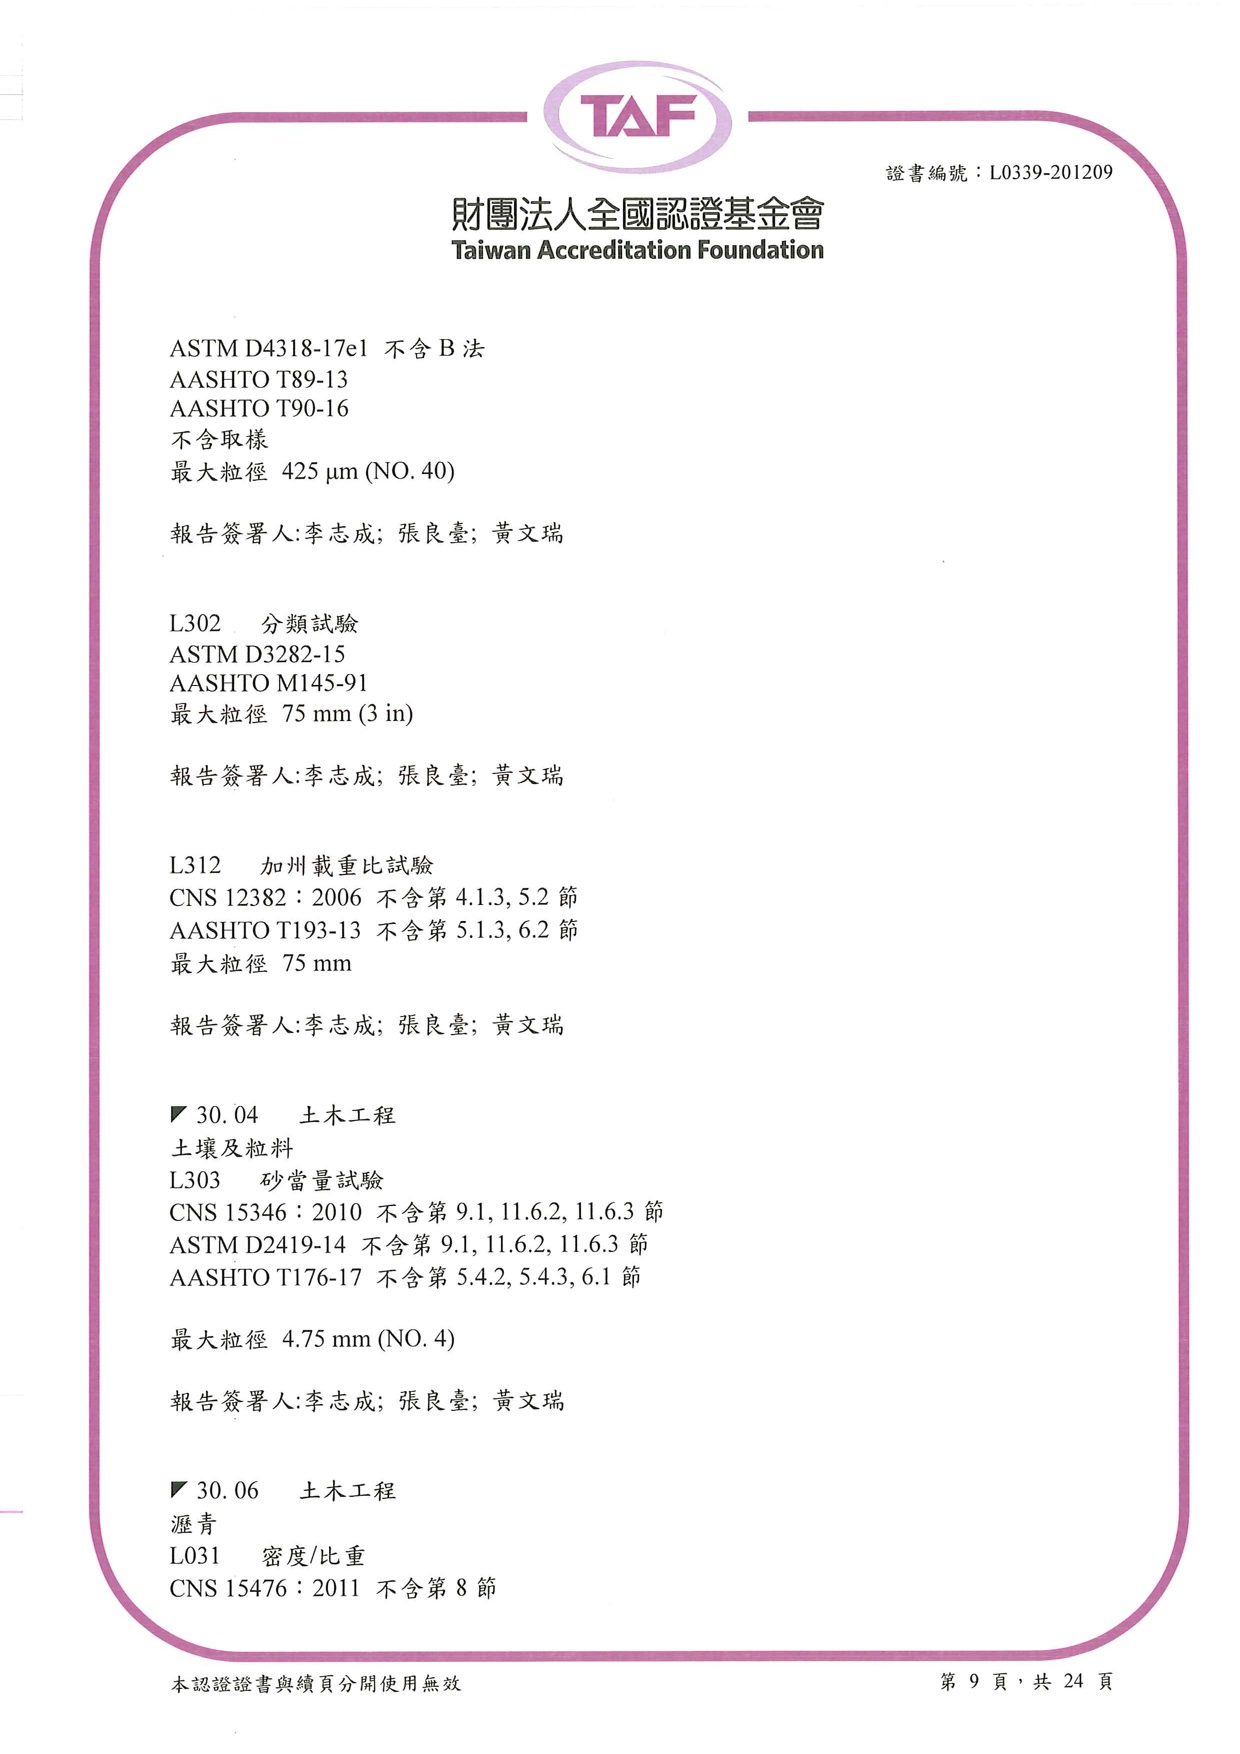 TAF
證書編號：L0339-201209
財團法人全國認證基金會
Taiwan Accreditation Foundation
ASTM D4318-17e1 不含 B 法
AASHTO T89-13
AASHTO T90-16
不含取樣
最大粒徑 425 μm (NO. 40)
報告簽署人:李志成; 張良臺; 黃文瑞
L302 分類試驗
ASTM D3282-15
AASHTO M145-91
最大粒徑 75 mm (3 in)
報告簽署人:李志成; 張良臺; 黃文瑞
L312 加州載重比試驗
CNS 12382：2006 不含第 4.1.3, 5.2 節
AASHTO T193-13 不含第 5.1.3, 6.2 節
最大粒徑 75 mm
報告簽署人:李志成; 張良臺; 黃文瑞
◤ 30.04 土木工程
土壤及粒料
L303 砂當量試驗
CNS 15346：2010 不含第 9.1, 11.6.2, 11.6.3 節
ASTM D2419-14 不含第 9.1, 11.6.2, 11.6.3 節
AASHTO T176-17 不含第 5.4.2, 5.4.3, 6.1 節
最大粒徑 4.75 mm (NO. 4)
報告簽署人:李志成; 張良臺; 黃文瑞
◤ 30.06 土木工程
瀝青
L031 密度/比重
CNS 15476：2011 不含第 8 節
本認證證書與續頁分開使用無效
第 9 頁，共 24 頁